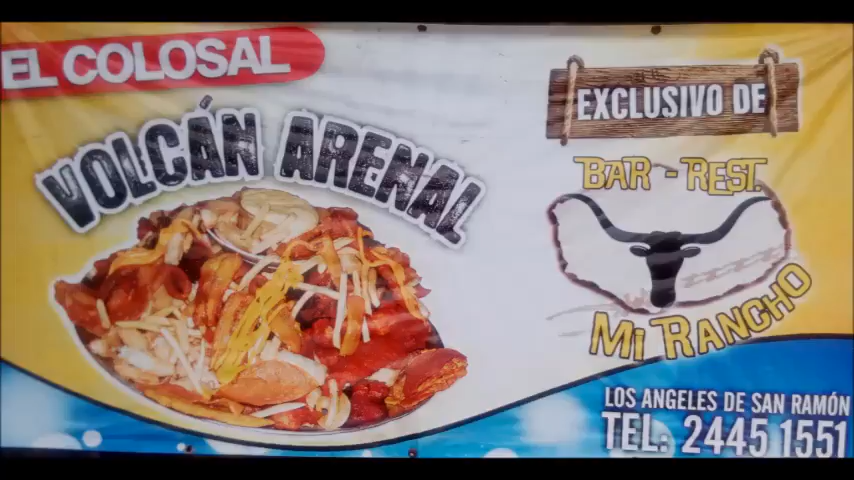 EL COLOSAL
VOLCÁN ARENAL
EXCLUSIVO DE
BAR - REST.
MI RANCHO
LOS ANGELES DE SAN RAMÓN
TEL: 2445 1551